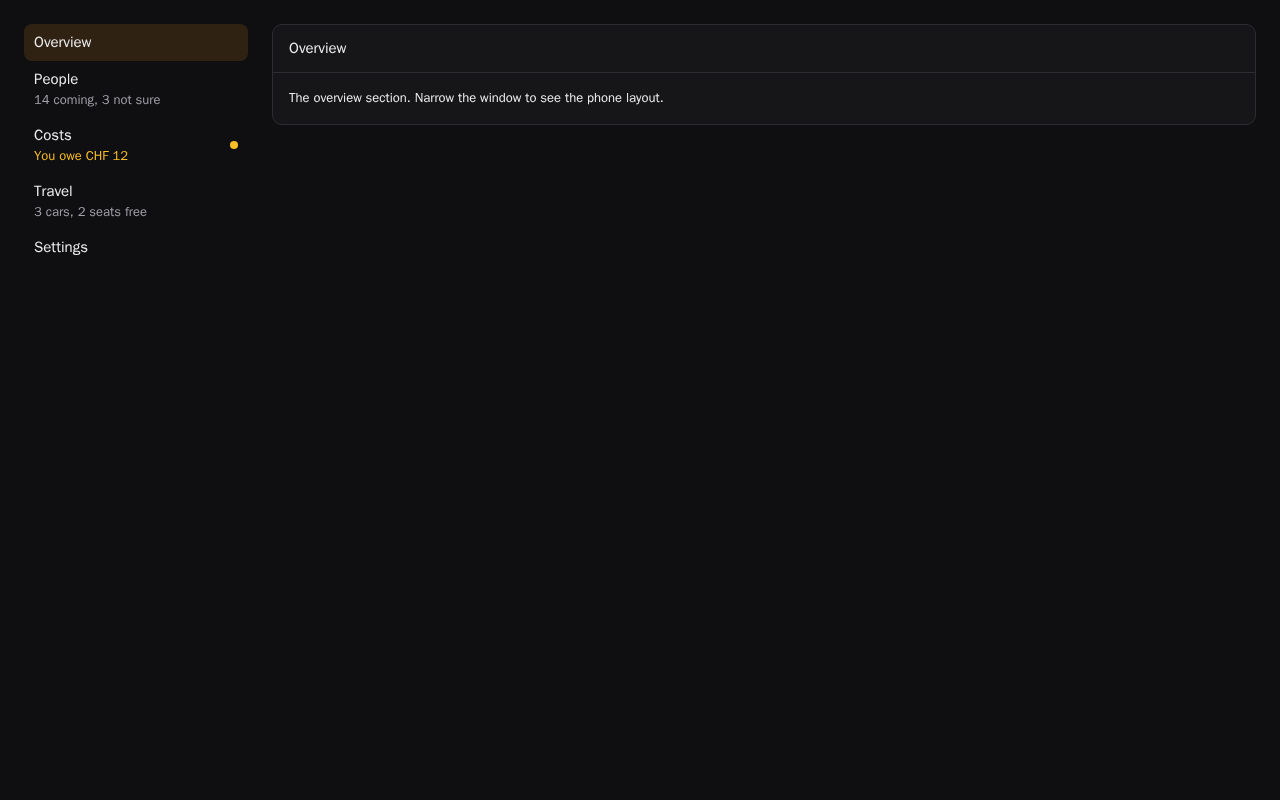 Overview
People
14 coming, 3 not sure
Costs
You owe CHF 12
Travel
3 cars, 2 seats free
Settings
Overview
The overview section. Narrow the window to see the phone layout.